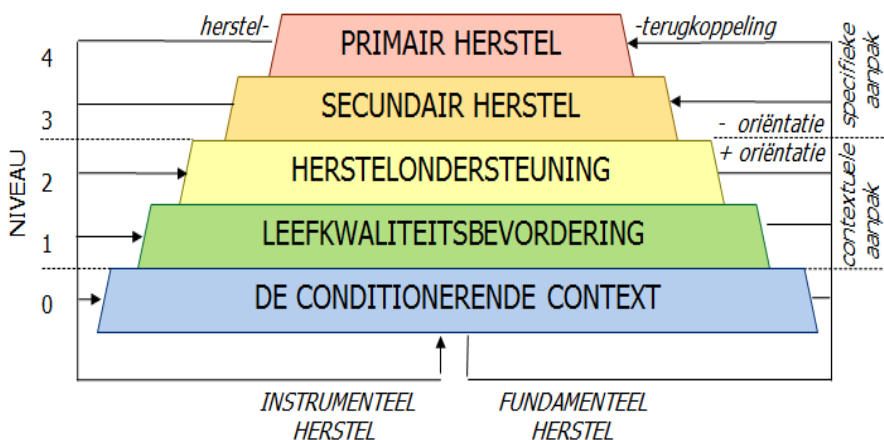 herstel-
-terugkoppeling
4
PRIMAIR HERSTEL
3
SECUNDAIR HERSTEL
- oriëntatie
+ oriëntatie
2
HERSTELONDERSTEUNING
1
LEEFKWALITEITSBEVORDERING
0
DE CONDITIONERENDE CONTEXT
NIVEAU
specifieke
aanpak
contextuele
aanpak
INSTRUMENTEEL
HERSTEL
FUNDAMENTEEL
HERSTEL